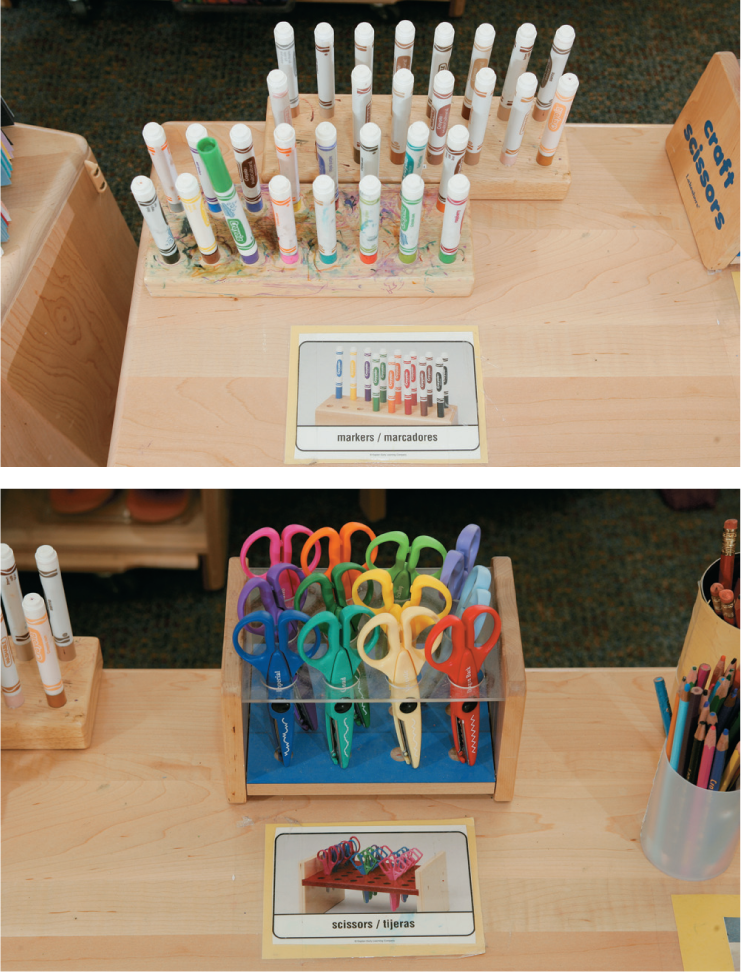 craft
scissors
markers / marcadores
scissors / tijeras